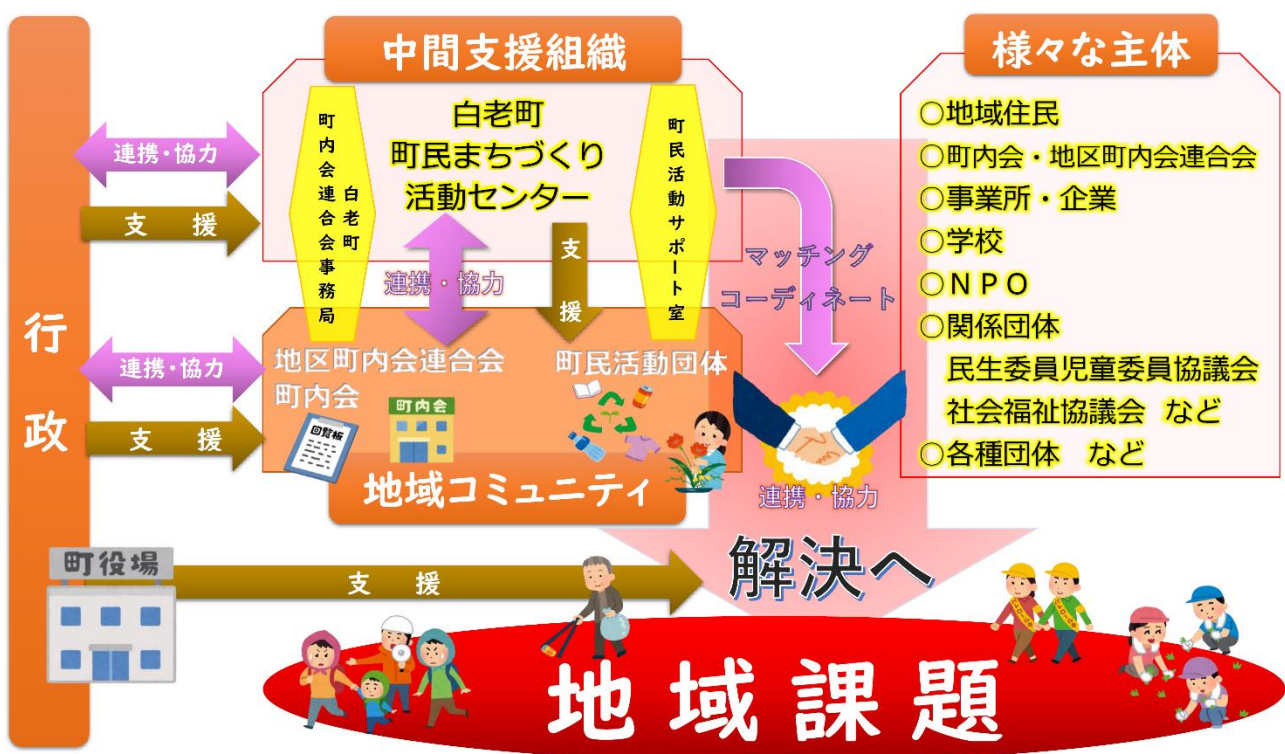 行政
町役場
連携・協力
支 援
連携・協力
支 援
支 援
中間支援組織
白老町
町内会連合会事務局
白老町
町民まちづくり
活動センター
町民活動サポート室
連携・協力
支援
地区町内会連合会
町内会
回覧板
町内会
町民活動団体
地域コミュニティ
マッチング
コーディネート
連携・協力
様々な主体
○地域住民
○町内会・地区町内会連合会
○事業所・企業
○学校
○ＮＰＯ
○関係団体
民生委員児童委員協議会
社会福祉協議会 など
○各種団体 など
解決へ
地域課題